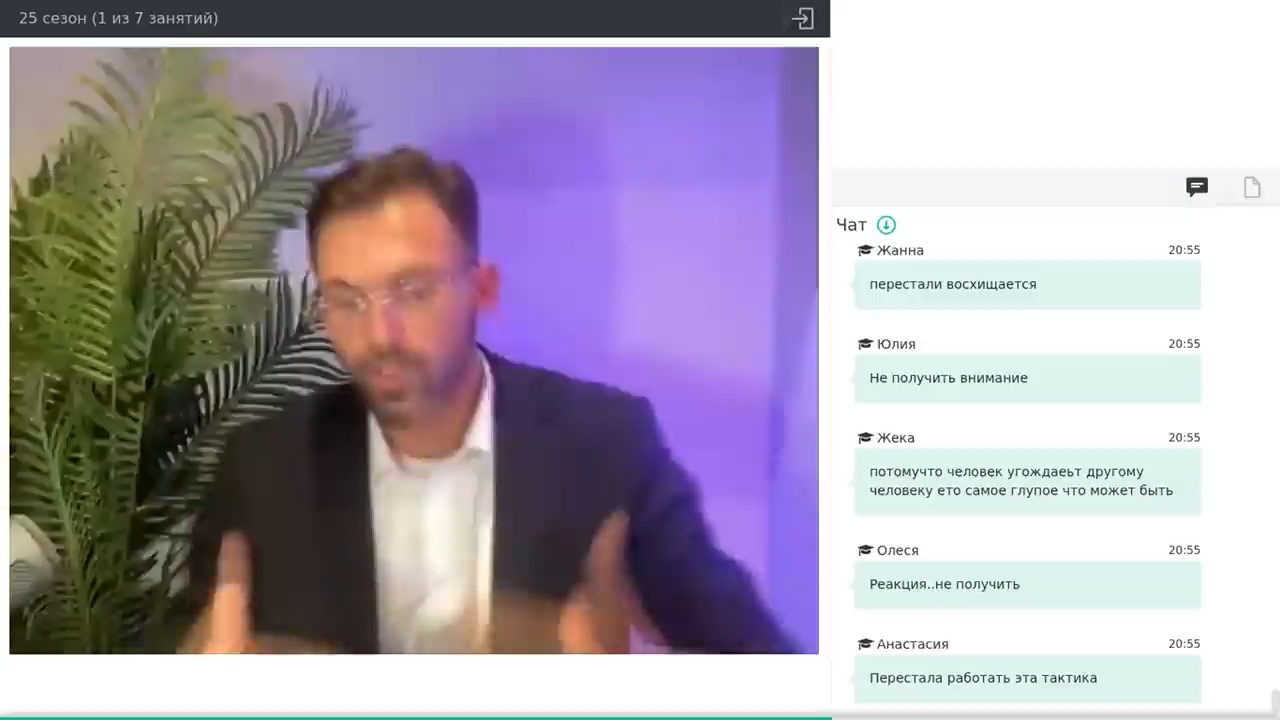 25 сезон (1 из 7 занятий)
Чат
Жанна 20:55
перестали восхищается
Юлия 20:55
Не получить внимание
Жека 20:55
потомучто человек угождаеьт другому
человеку ето самое глупое что может быть
Олеся 20:55
Реакция..не получить
Анастасия 20:55
Перестала работать эта тактика